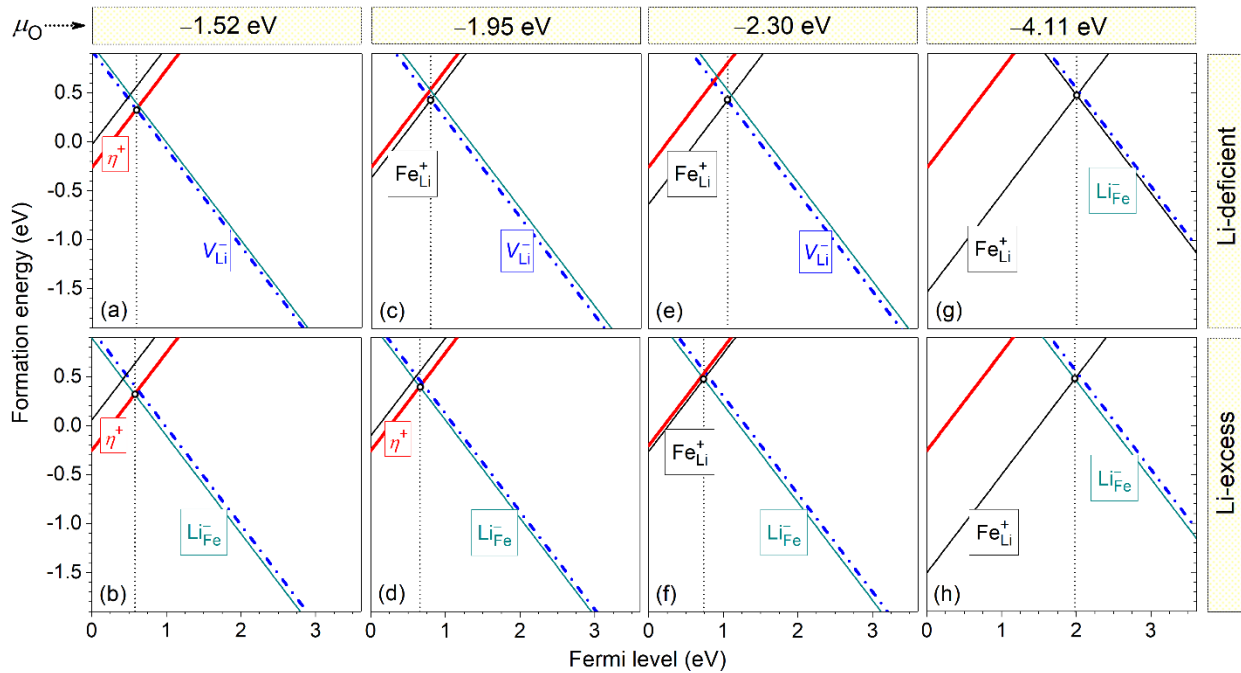 μO −1.52 eV −1.95 eV −2.30 eV −4.11 eV
Formation energy (eV)
0.5
0.0
-0.5
-1.0
-1.5
η+
V−Li
(a)
Fe+Li
V−Li
(c)
Fe+Li
V−Li
(e)
Fe+Li
Li−Fe
(g)
Li-deficient
0.5
0.0
-0.5
-1.0
-1.5
η+
Li−Fe
(b)
η+
Li−Fe
(d)
Fe+Li
Li−Fe
(f)
Fe+Li
Li−Fe
(h)
Li-excess
0 1 2 3 0 1 2 3 0 1 2 3 0 1 2 3
Fermi level (eV)